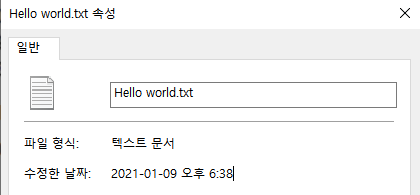 Hello world.txt 속성
일반
Hello world.txt
파일 형식: 텍스트 문서
수정한 날짜: 2021-01-09 오후 6:38